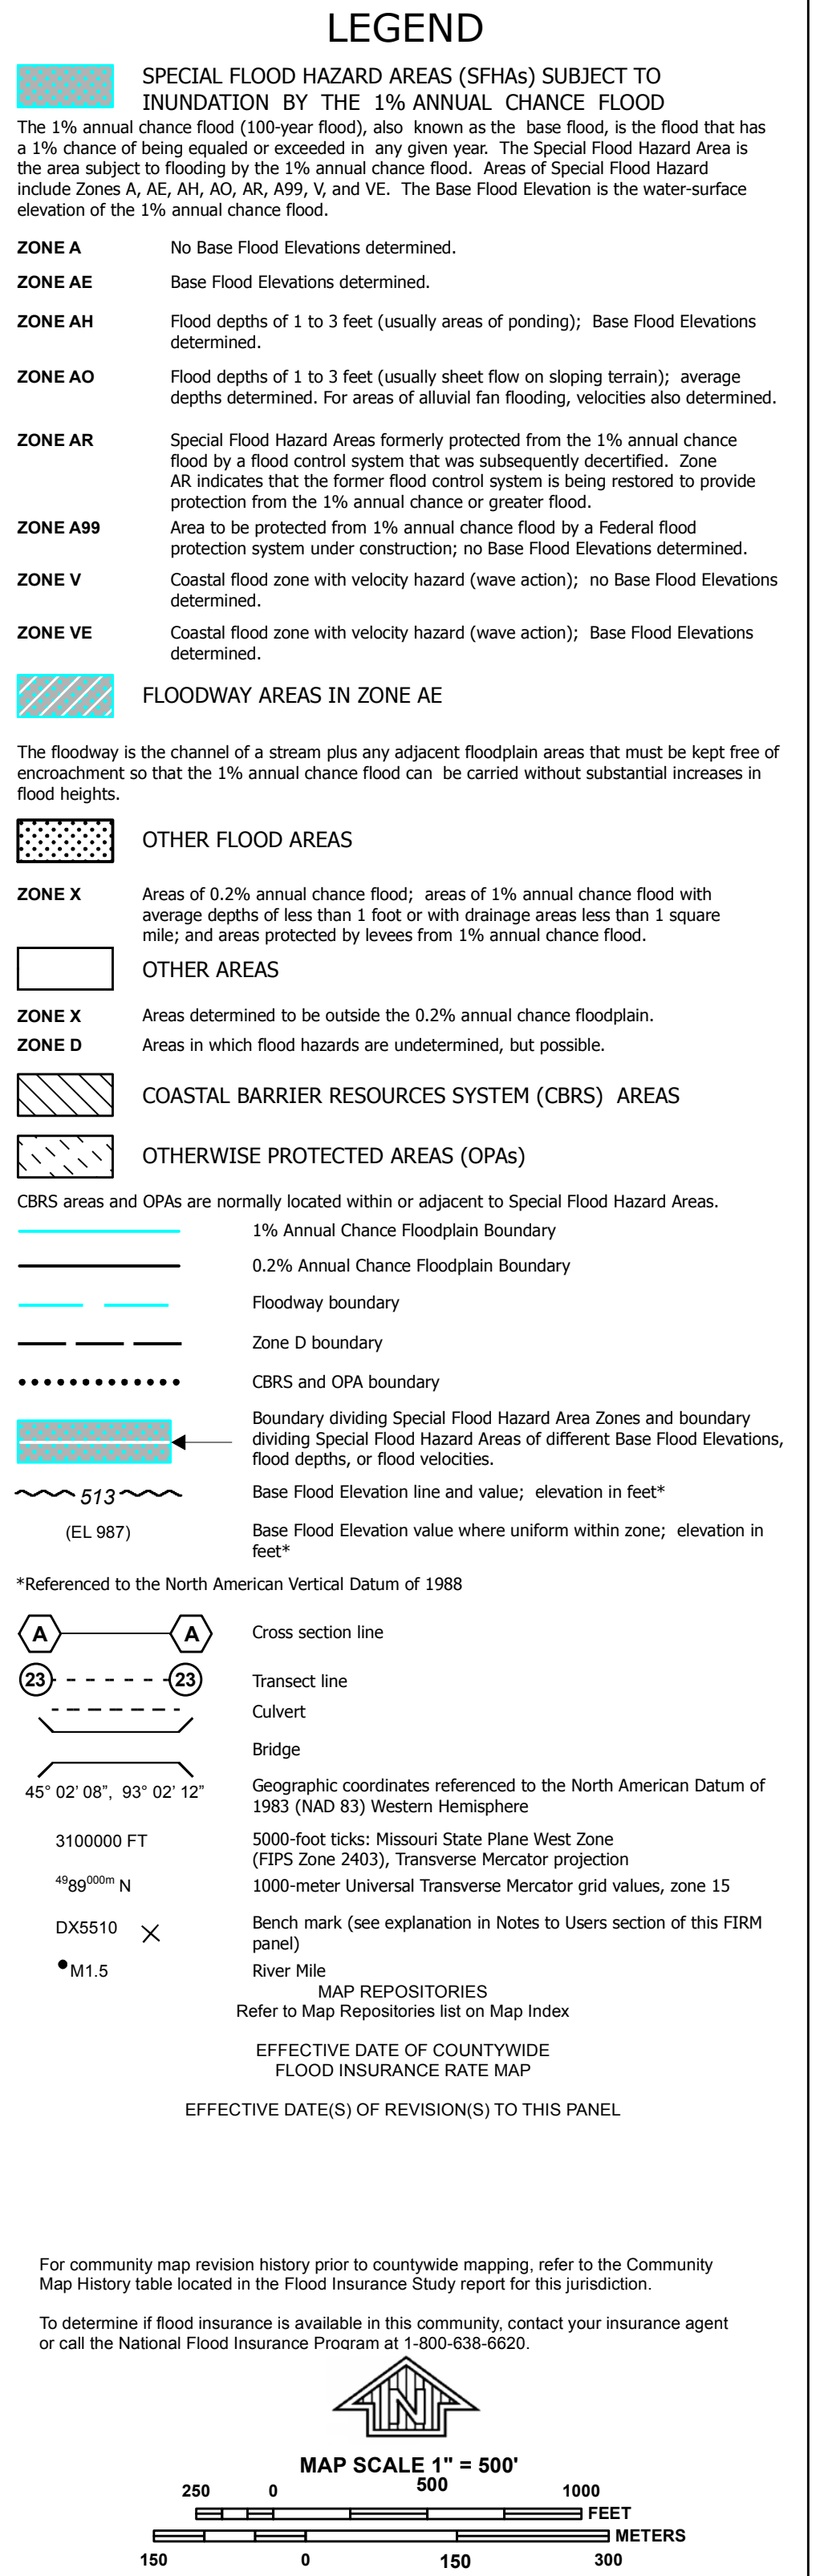 LEGEND
SPECIAL FLOOD HAZARD AREAS (SFHAs) SUBJECT TO
INUNDATION BY THE 1% ANNUAL CHANCE FLOOD
The 1% annual chance flood (100-year flood), also known as the base flood, is the flood that has
a 1% chance of being equaled or exceeded in any given year. The Special Flood Hazard Area is
the area subject to flooding by the 1% annual chance flood. Areas of Special Flood Hazard
include Zones A, AE, AH, AO, AR, A99, V, and VE. The Base Flood Elevation is the water-surface
elevation of the 1% annual chance flood.
ZONE A No Base Flood Elevations determined.
ZONE AE Base Flood Elevations determined.
ZONE AH Flood depths of 1 to 3 feet (usually areas of ponding); Base Flood Elevations
determined.
ZONE AO Flood depths of 1 to 3 feet (usually sheet flow on sloping terrain); average
depths determined. For areas of alluvial fan flooding, velocities also determined.
ZONE AR Special Flood Hazard Areas formerly protected from the 1% annual chance
flood by a flood control system that was subsequently decertified. Zone
AR indicates that the former flood control system is being restored to provide
protection from the 1% annual chance or greater flood.
ZONE A99 Area to be protected from 1% annual chance flood by a Federal flood
protection system under construction; no Base Flood Elevations determined.
ZONE V Coastal flood zone with velocity hazard (wave action); no Base Flood Elevations
determined.
ZONE VE Coastal flood zone with velocity hazard (wave action); Base Flood Elevations
determined.
FLOODWAY AREAS IN ZONE AE
The floodway is the channel of a stream plus any adjacent floodplain areas that must be kept free of
encroachment so that the 1% annual chance flood can be carried without substantial increases in
flood heights.
OTHER FLOOD AREAS
ZONE X Areas of 0.2% annual chance flood; areas of 1% annual chance flood with
average depths of less than 1 foot or with drainage areas less than 1 square
mile; and areas protected by levees from 1% annual chance flood.
OTHER AREAS
ZONE X Areas determined to be outside the 0.2% annual chance floodplain.
ZONE D Areas in which flood hazards are undetermined, but possible.
COASTAL BARRIER RESOURCES SYSTEM (CBRS) AREAS
OTHERWISE PROTECTED AREAS (OPAs)
CBRS areas and OPAs are normally located within or adjacent to Special Flood Hazard Areas.
1% Annual Chance Floodplain Boundary
0.2% Annual Chance Floodplain Boundary
Floodway boundary
Zone D boundary
CBRS and OPA boundary
Boundary dividing Special Flood Hazard Area Zones and boundary
dividing Special Flood Hazard Areas of different Base Flood Elevations,
flood depths, or flood velocities.
513 Base Flood Elevation line and value; elevation in feet*
(EL 987) Base Flood Elevation value where uniform within zone; elevation in
feet*
*Referenced to the North American Vertical Datum of 1988
A A Cross section line
23 23 Transect line
Culvert
Bridge
45° 02’ 08”, 93° 02’ 12” Geographic coordinates referenced to the North American Datum of
1983 (NAD 83) Western Hemisphere
3100000 FT 5000-foot ticks: Missouri State Plane West Zone
(FIPS Zone 2403), Transverse Mercator projection
4989000m N 1000-meter Universal Transverse Mercator grid values, zone 15
DX5510 Bench mark (see explanation in Notes to Users section of this FIRM
panel)
M1.5 River Mile
MAP REPOSITORIES
Refer to Map Repositories list on Map Index
EFFECTIVE DATE OF COUNTYWIDE
FLOOD INSURANCE RATE MAP
EFFECTIVE DATE(S) OF REVISION(S) TO THIS PANEL
For community map revision history prior to countywide mapping, refer to the Community
Map History table located in the Flood Insurance Study report for this jurisdiction.
To determine if flood insurance is available in this community, contact your insurance agent
or call the National Flood Insurance Program at 1-800-638-6620.
N
MAP SCALE 1" = 500'
250 0 500 1000
FEET
METERS
150 0 150 300